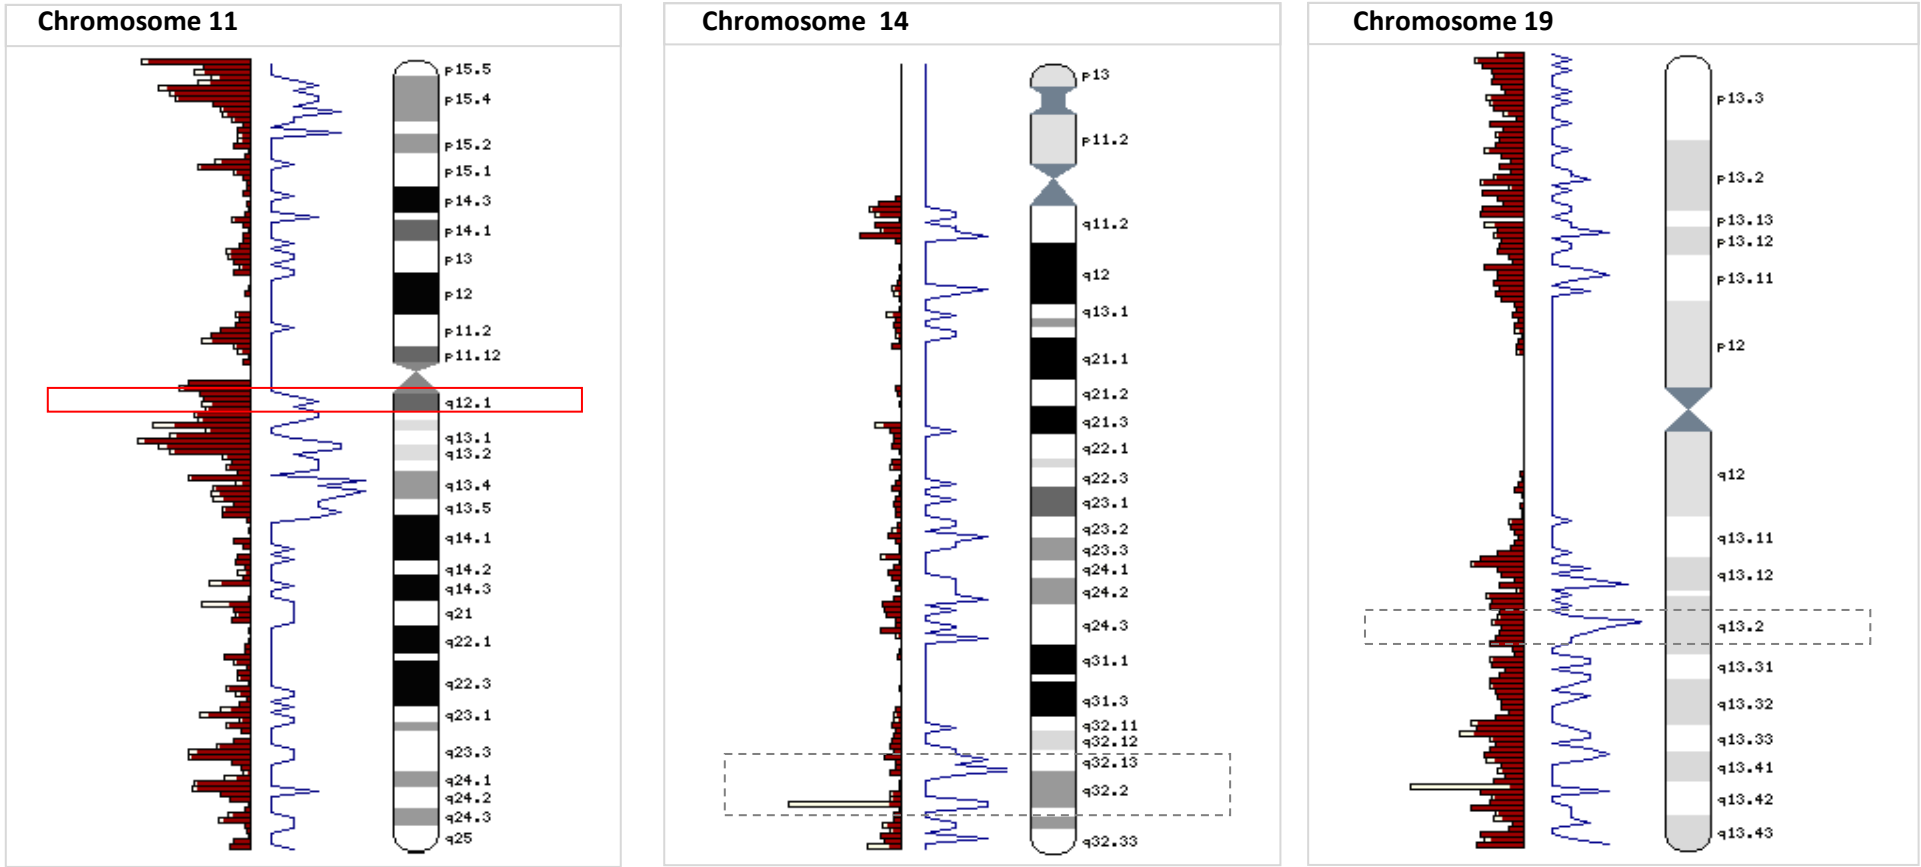 Chromosome 11
p15.5
p15.4
p15.2
p15.1
p14.3
p14.1
p13
p12
p11.2
p11.12
q12.1
q13.1
q13.2
q13.4
q13.5
q14.1
q14.2
q14.3
q21
q22.1
q22.3
q23.1
q23.3
q24.1
q24.2
q24.3
q25
Chromosome 14
p13
p11.2
q11.2
q12
q13.1
q21.1
q21.2
q21.3
q22.1
q22.3
q23.1
q23.2
q23.3
q24.1
q24.2
q24.3
q31.1
q31.3
q32.11
q32.12
q32.13
q32.2
q32.33
Chromosome 19
p13.3
p13.2
p13.13
p13.12
p13.11
p12
q12
q13.11
q13.12
q13.2
q13.31
q13.32
q13.33
q13.41
q13.42
q13.43